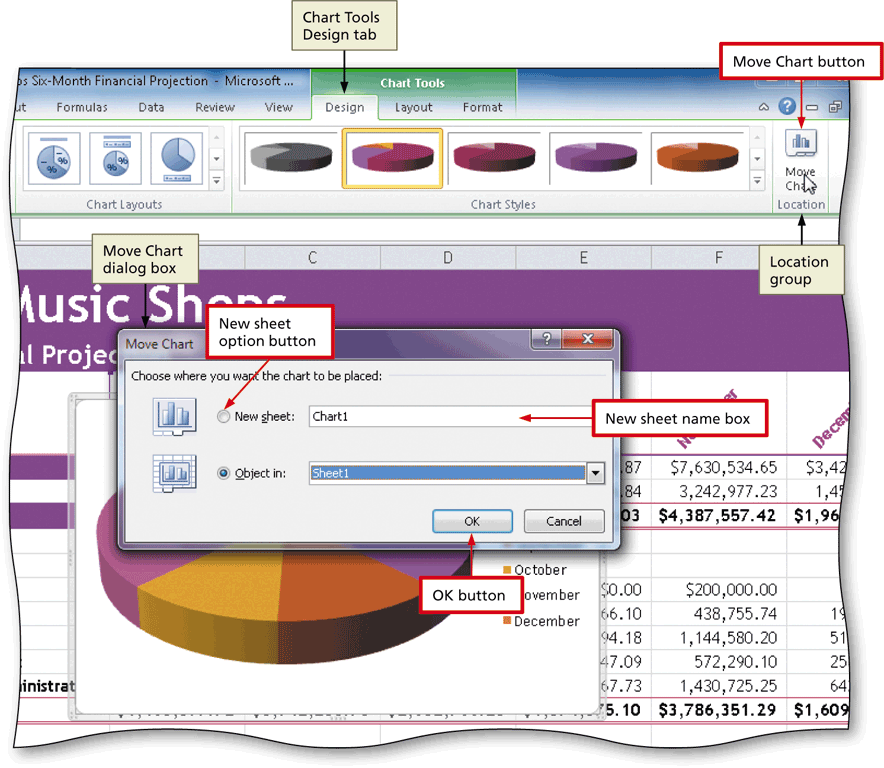 Chart Tools
Design tab
Move Chart button
os Six-Month Financial Projection - Microsoft ...
Chart Tools
ut Formulas Data Review View Design Layout Format
Move
Chart
Chart Layouts Chart Styles Location
Move Chart
dialog box
Location
group
C D E F
Music Shops
al Projec
New sheet
option button
Move Chart
Choose where you want the chart to be placed:
New sheet: Chart1
New sheet name box
Decemb
Object in: Sheet1
.87 $7,630,534.65 $3,42
.84 3,242,977.23 1,45
03 $4,387,557.42 $1,96
OK Cancel
October
OK button
November
December
$0.00 $200,000.00
66.10 438,755.74 19
94.18 1,144,580.20 51
47.09 572,290.10 25
ministrat 67.73 1,430,725.25 64
75.10 $3,786,351.29 $1,609